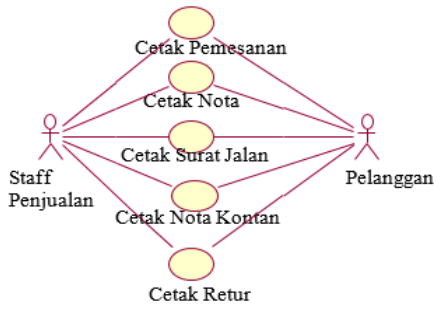 Cetak Pemesanan
Cetak Nota
Cetak Surat Jalan
Staff
Penjualan
Pelanggan
Cetak Nota Kontan
Cetak Retur